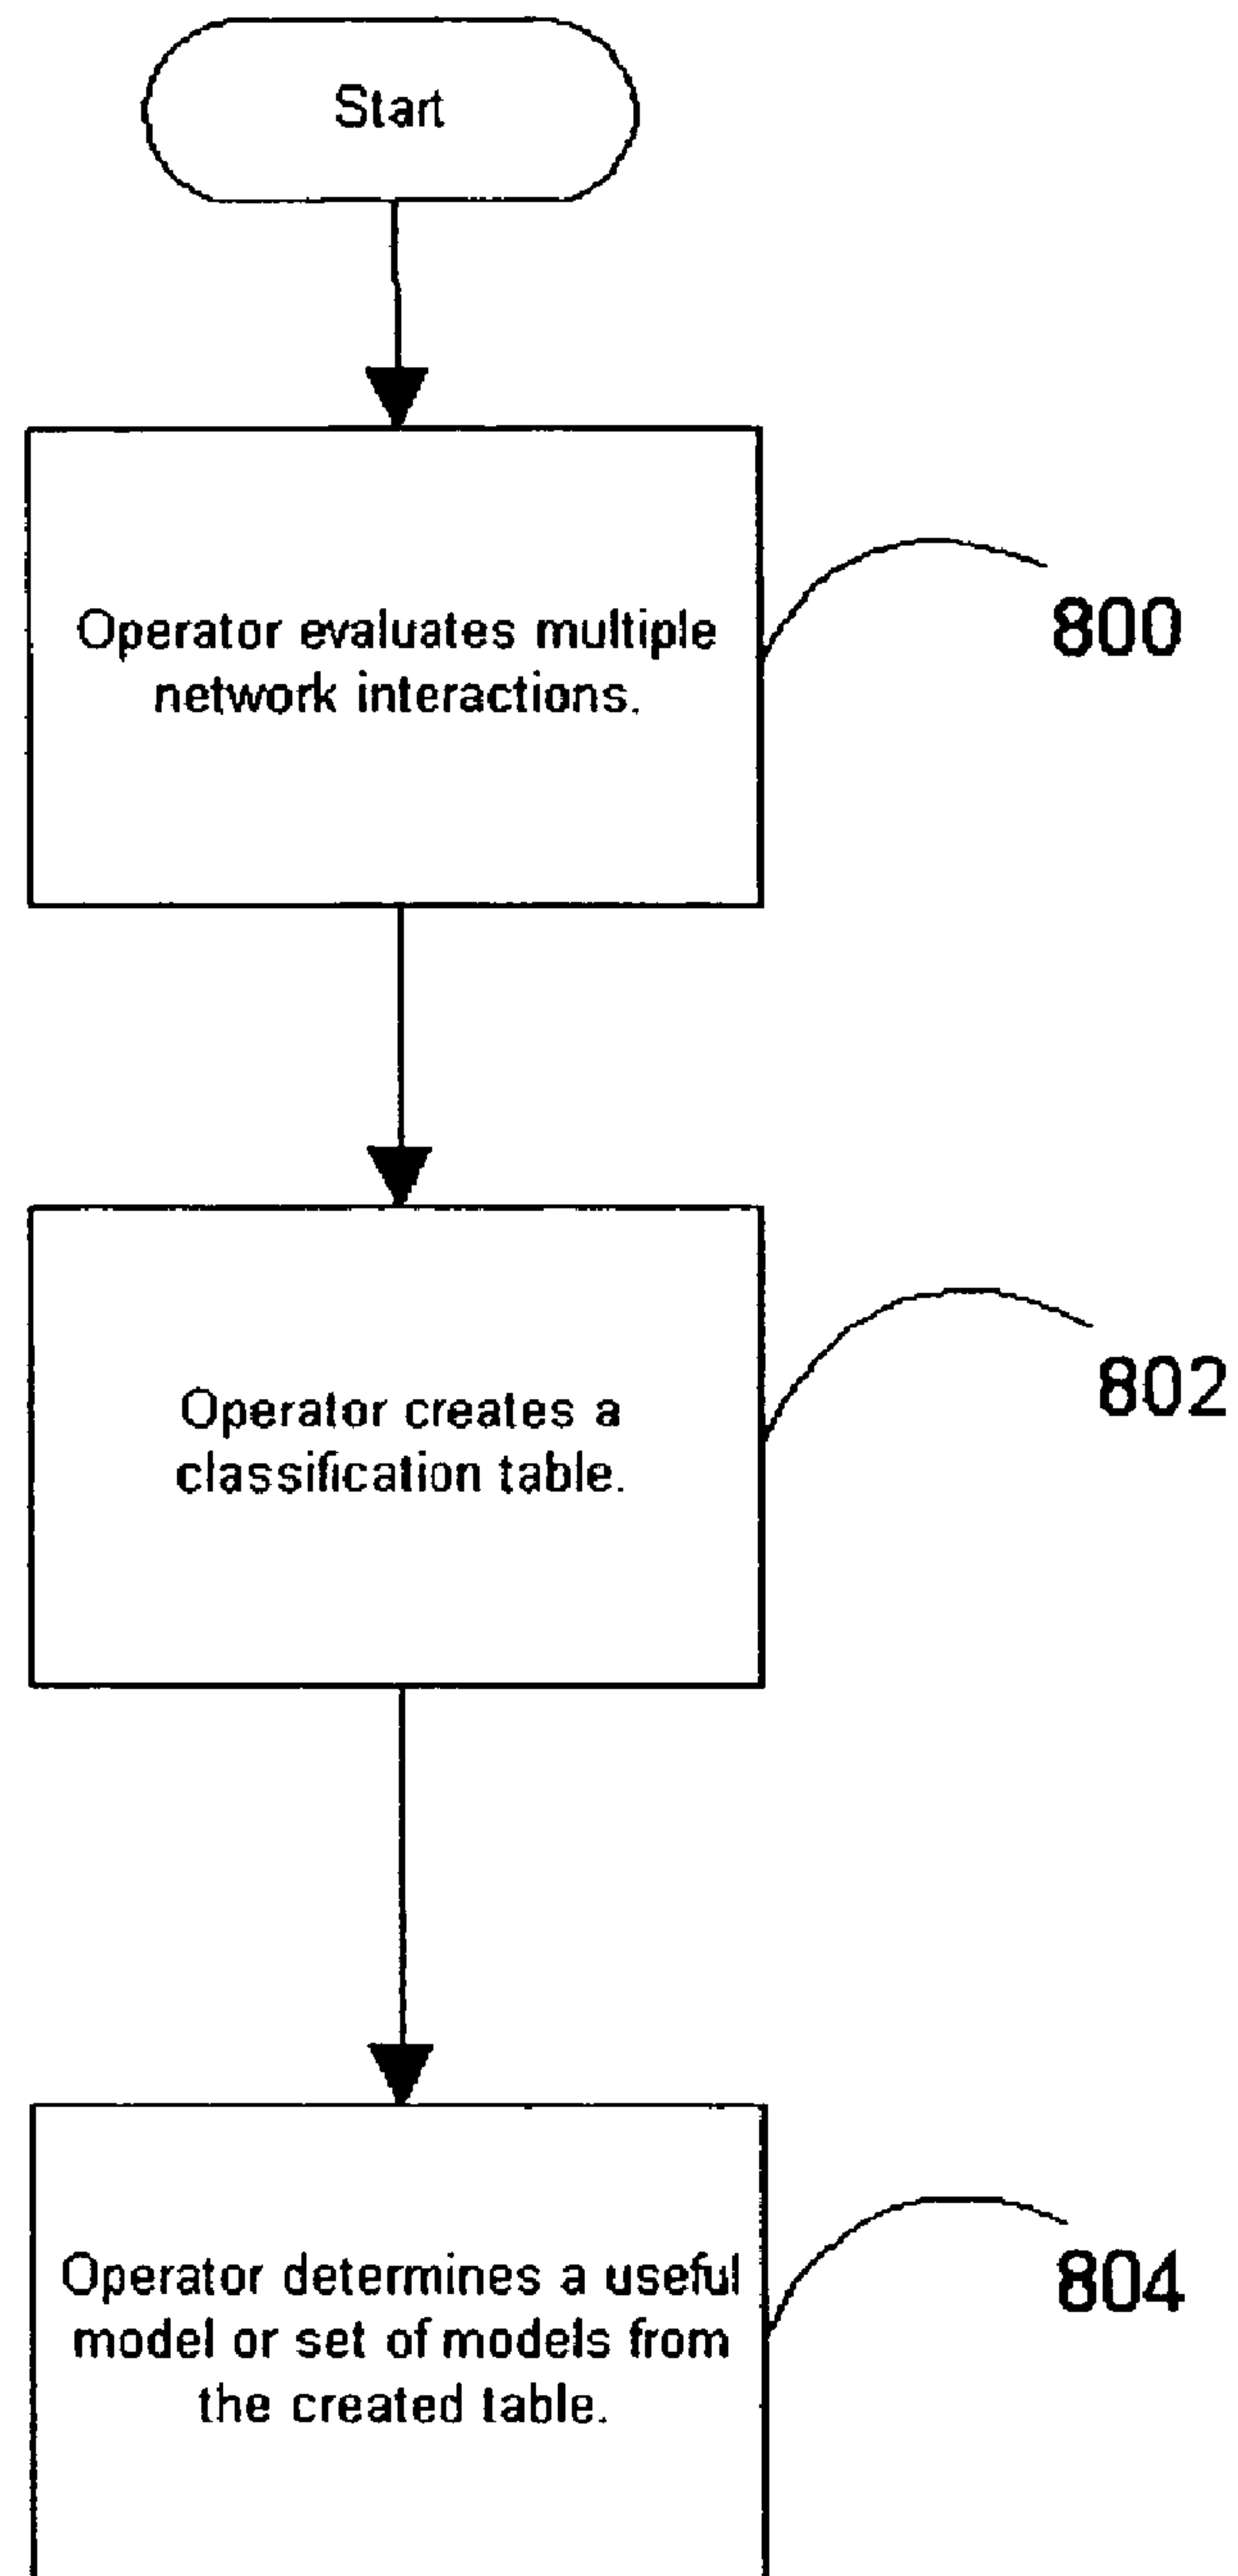 Start
Operator evaluates multiple
network interactions.
800
Operator creates a
classification table.
802
Operator determines a useful
model or set of models from
the created table.
804